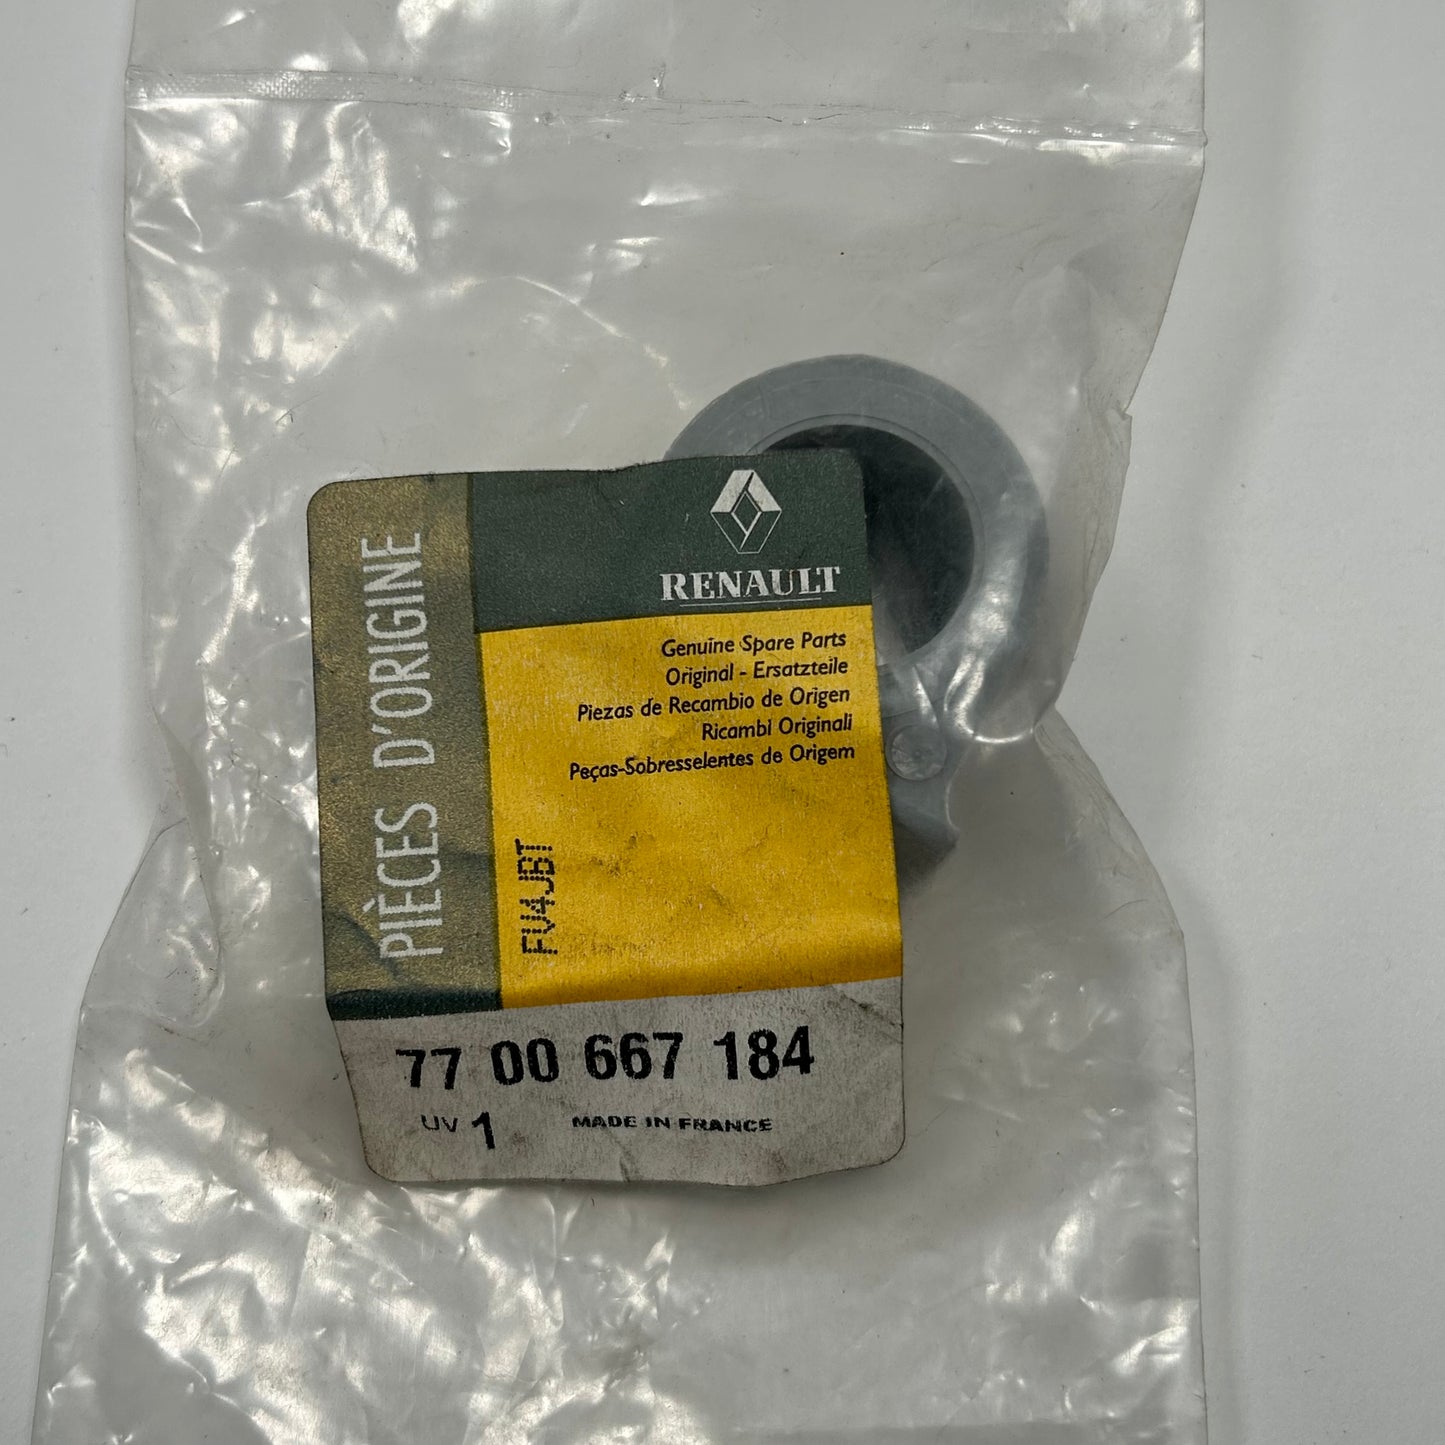 RENAULT
PIÈCES D'ORIGINE
Genuine Spare Parts
Original - Ersatzteile
Piezas de Recambio de Origen
Ricambi Originali
Peças-Sobresselentes de Origem
FV4JBT
77 00 667 184
UV 1 MADE IN FRANCE